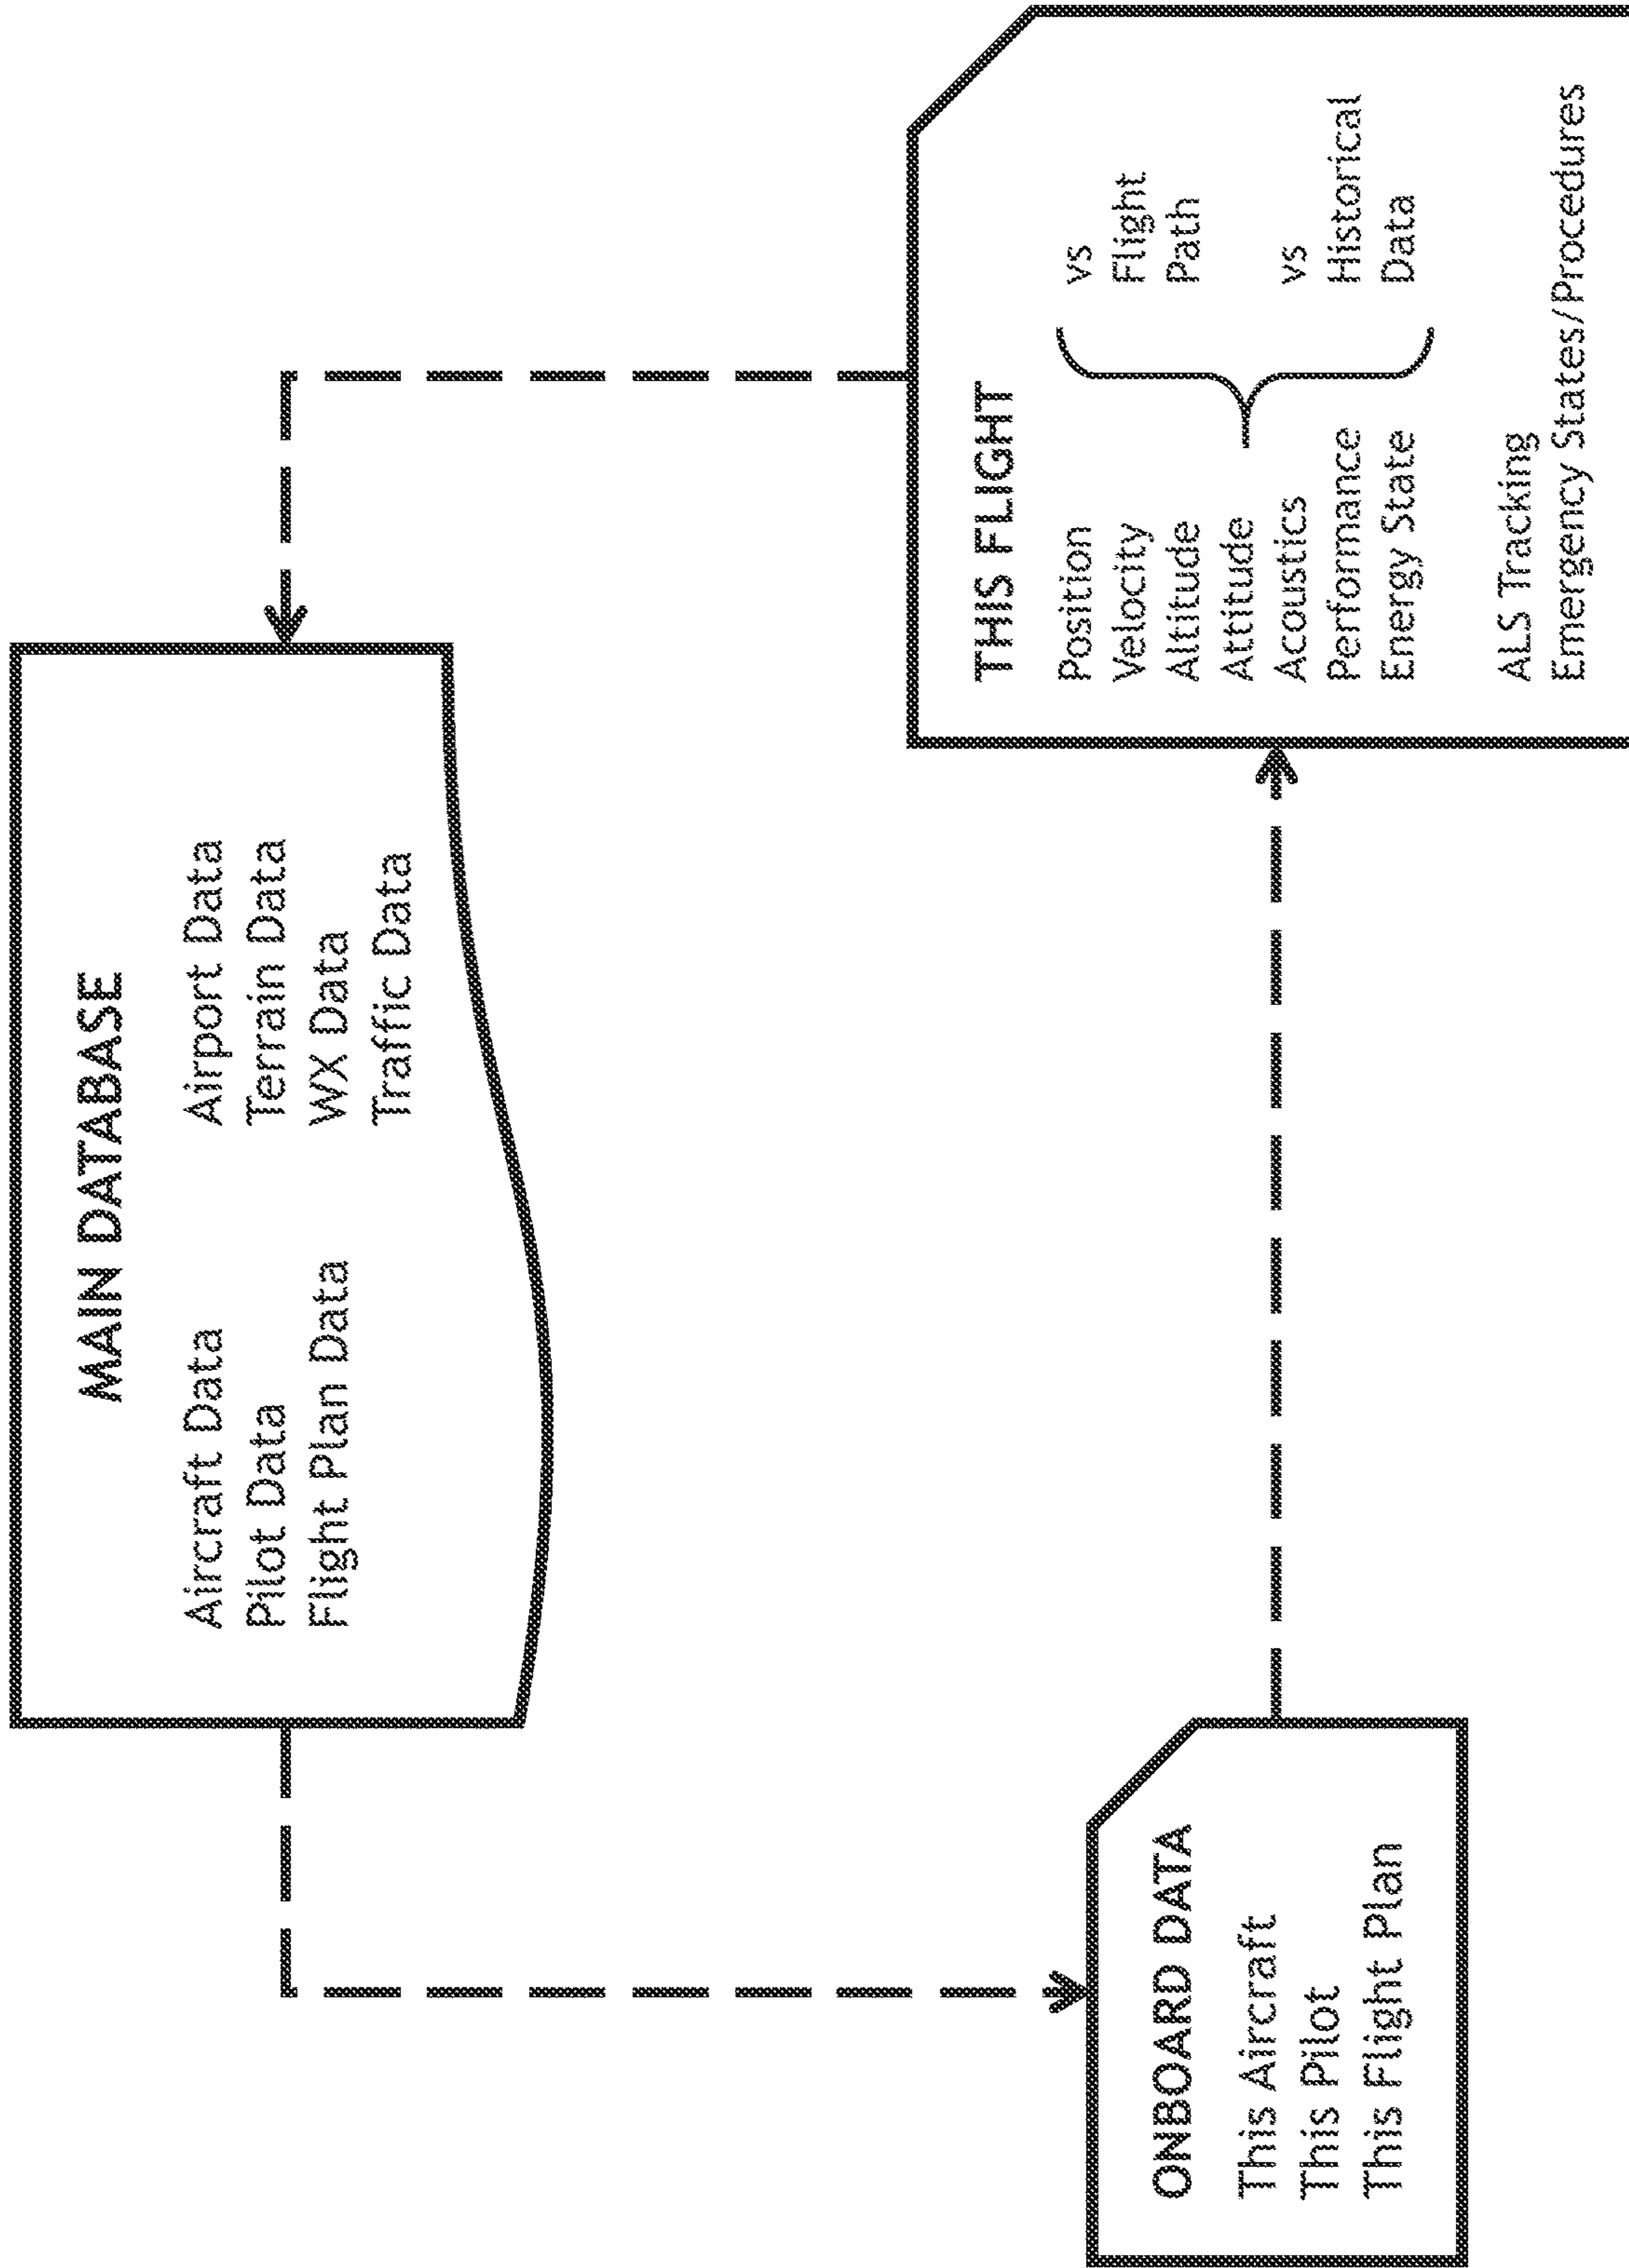 MAIN DATABASE
Aircraft Data
Pilot Data
Flight Plan Data
Airport Data
Terrain Data
WX Data
Traffic Data
ONBOARD DATA
This Aircraft
This Pilot
This Flight Plan
THIS FLIGHT
Position
Velocity
Altitude
Attitude
Acoustics
Performance
Energy State
vs
Flight
Path
vs
Historical
Data
ALS Tracking
Emergency States/Procedures